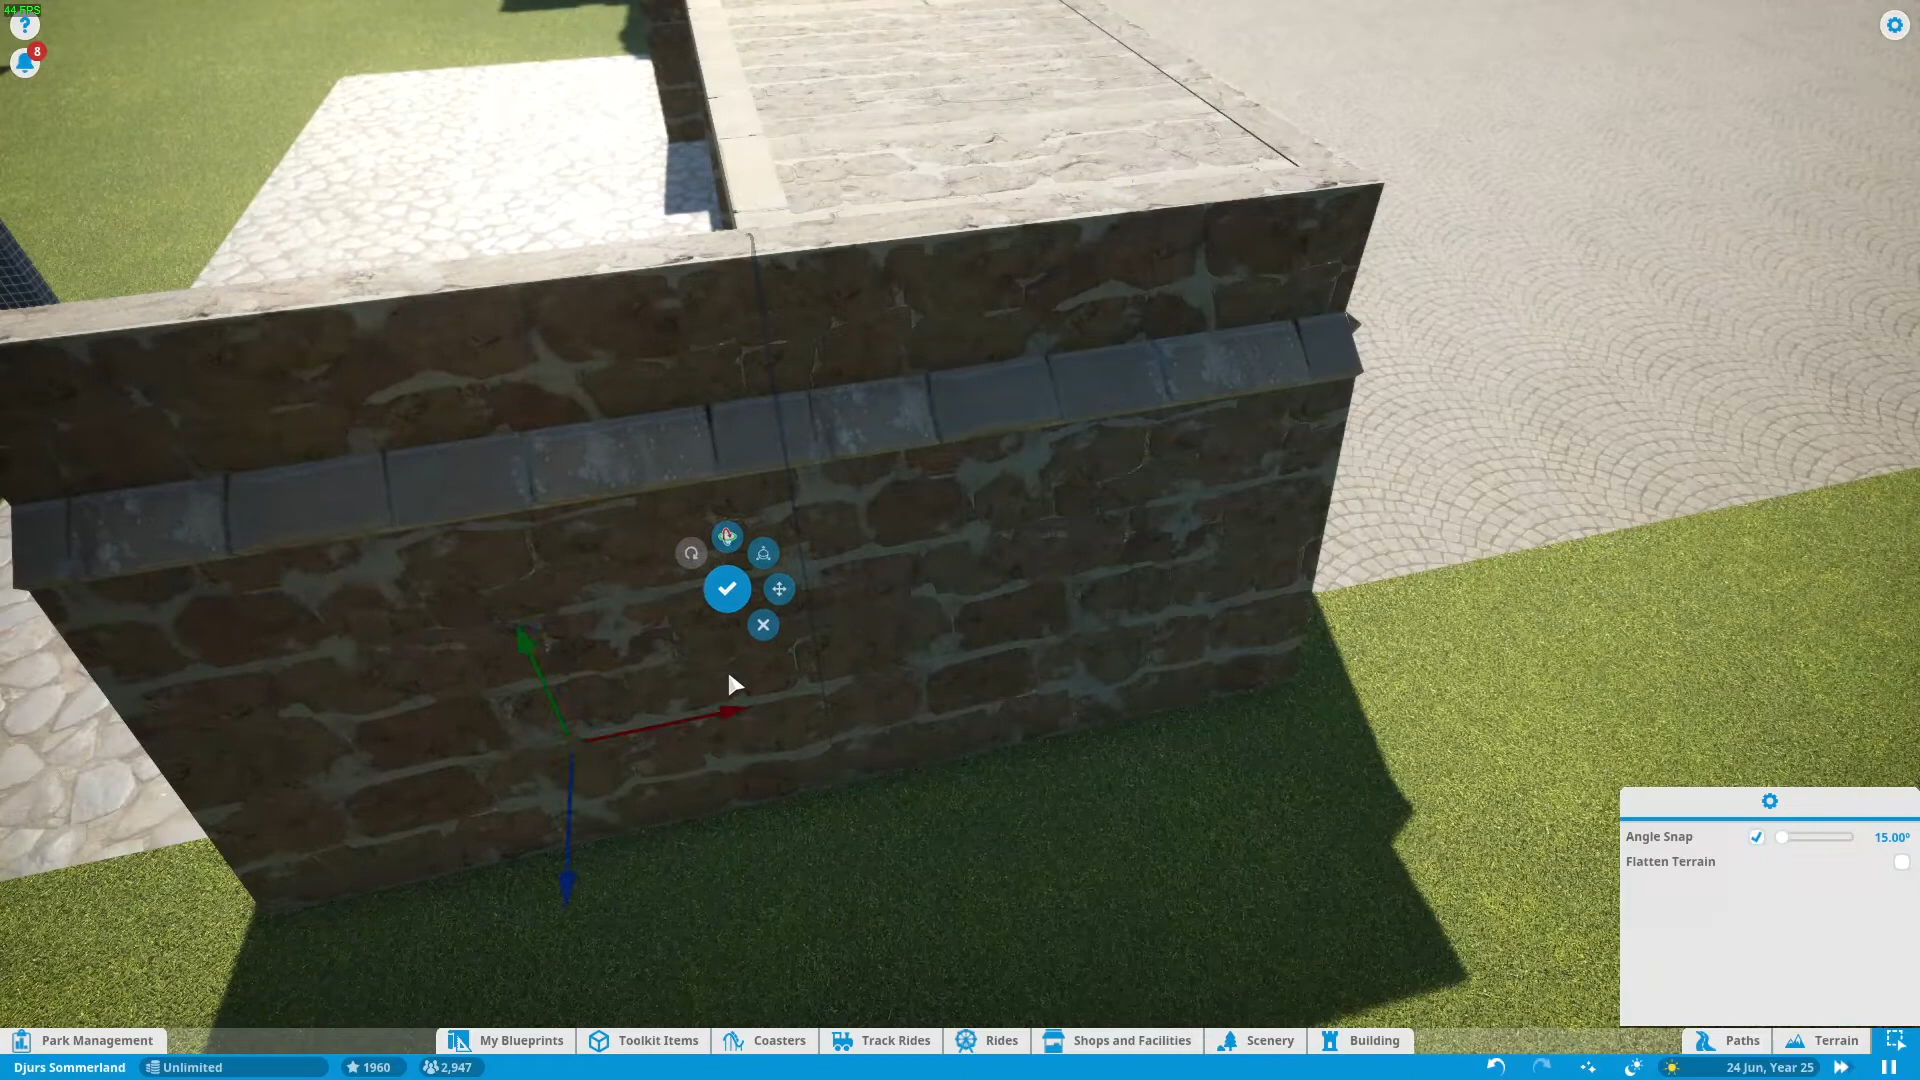 44 FPS
?
8
Angle Snap 15.00°
Flatten Terrain
Park Management My Blueprints Toolkit Items Coasters Track Rides Rides Shops and Facilities Scenery Building Paths Terrain
Djurs Sommerland Unlimited 1960 2,947 24 Jun, Year 25